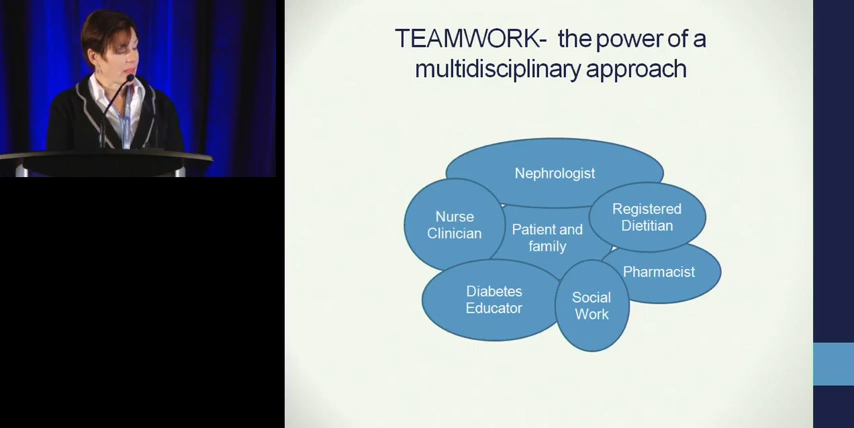 TEAMWORK- the power of a
multidisciplinary approach
Nephrologist
Nurse
Clinician
Patient and
family
Registered
Dietitian
Pharmacist
Diabetes
Educator
Social
Work